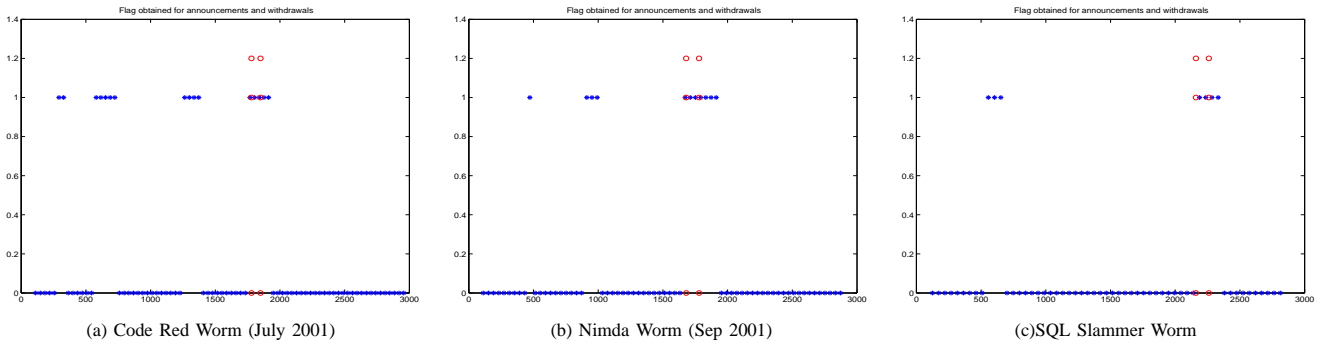 Flag obtained for announcements and withdrawals
1.4
1.2
1
0.8
0.6
0.4
0.2
0
0 500 1000 1500 2000 2500 3000
(a) Code Red Worm (July 2001)
Flag obtained for announcements and withdrawals
1.4
1.2
1
0.8
0.6
0.4
0.2
0
0 500 1000 1500 2000 2500 3000
(b) Nimda Worm (Sep 2001)
Flag obtained for announcements and withdrawals
1.4
1.2
1
0.8
0.6
0.4
0.2
0
0 500 1000 1500 2000 2500 3000
(c)SQL Slammer Worm